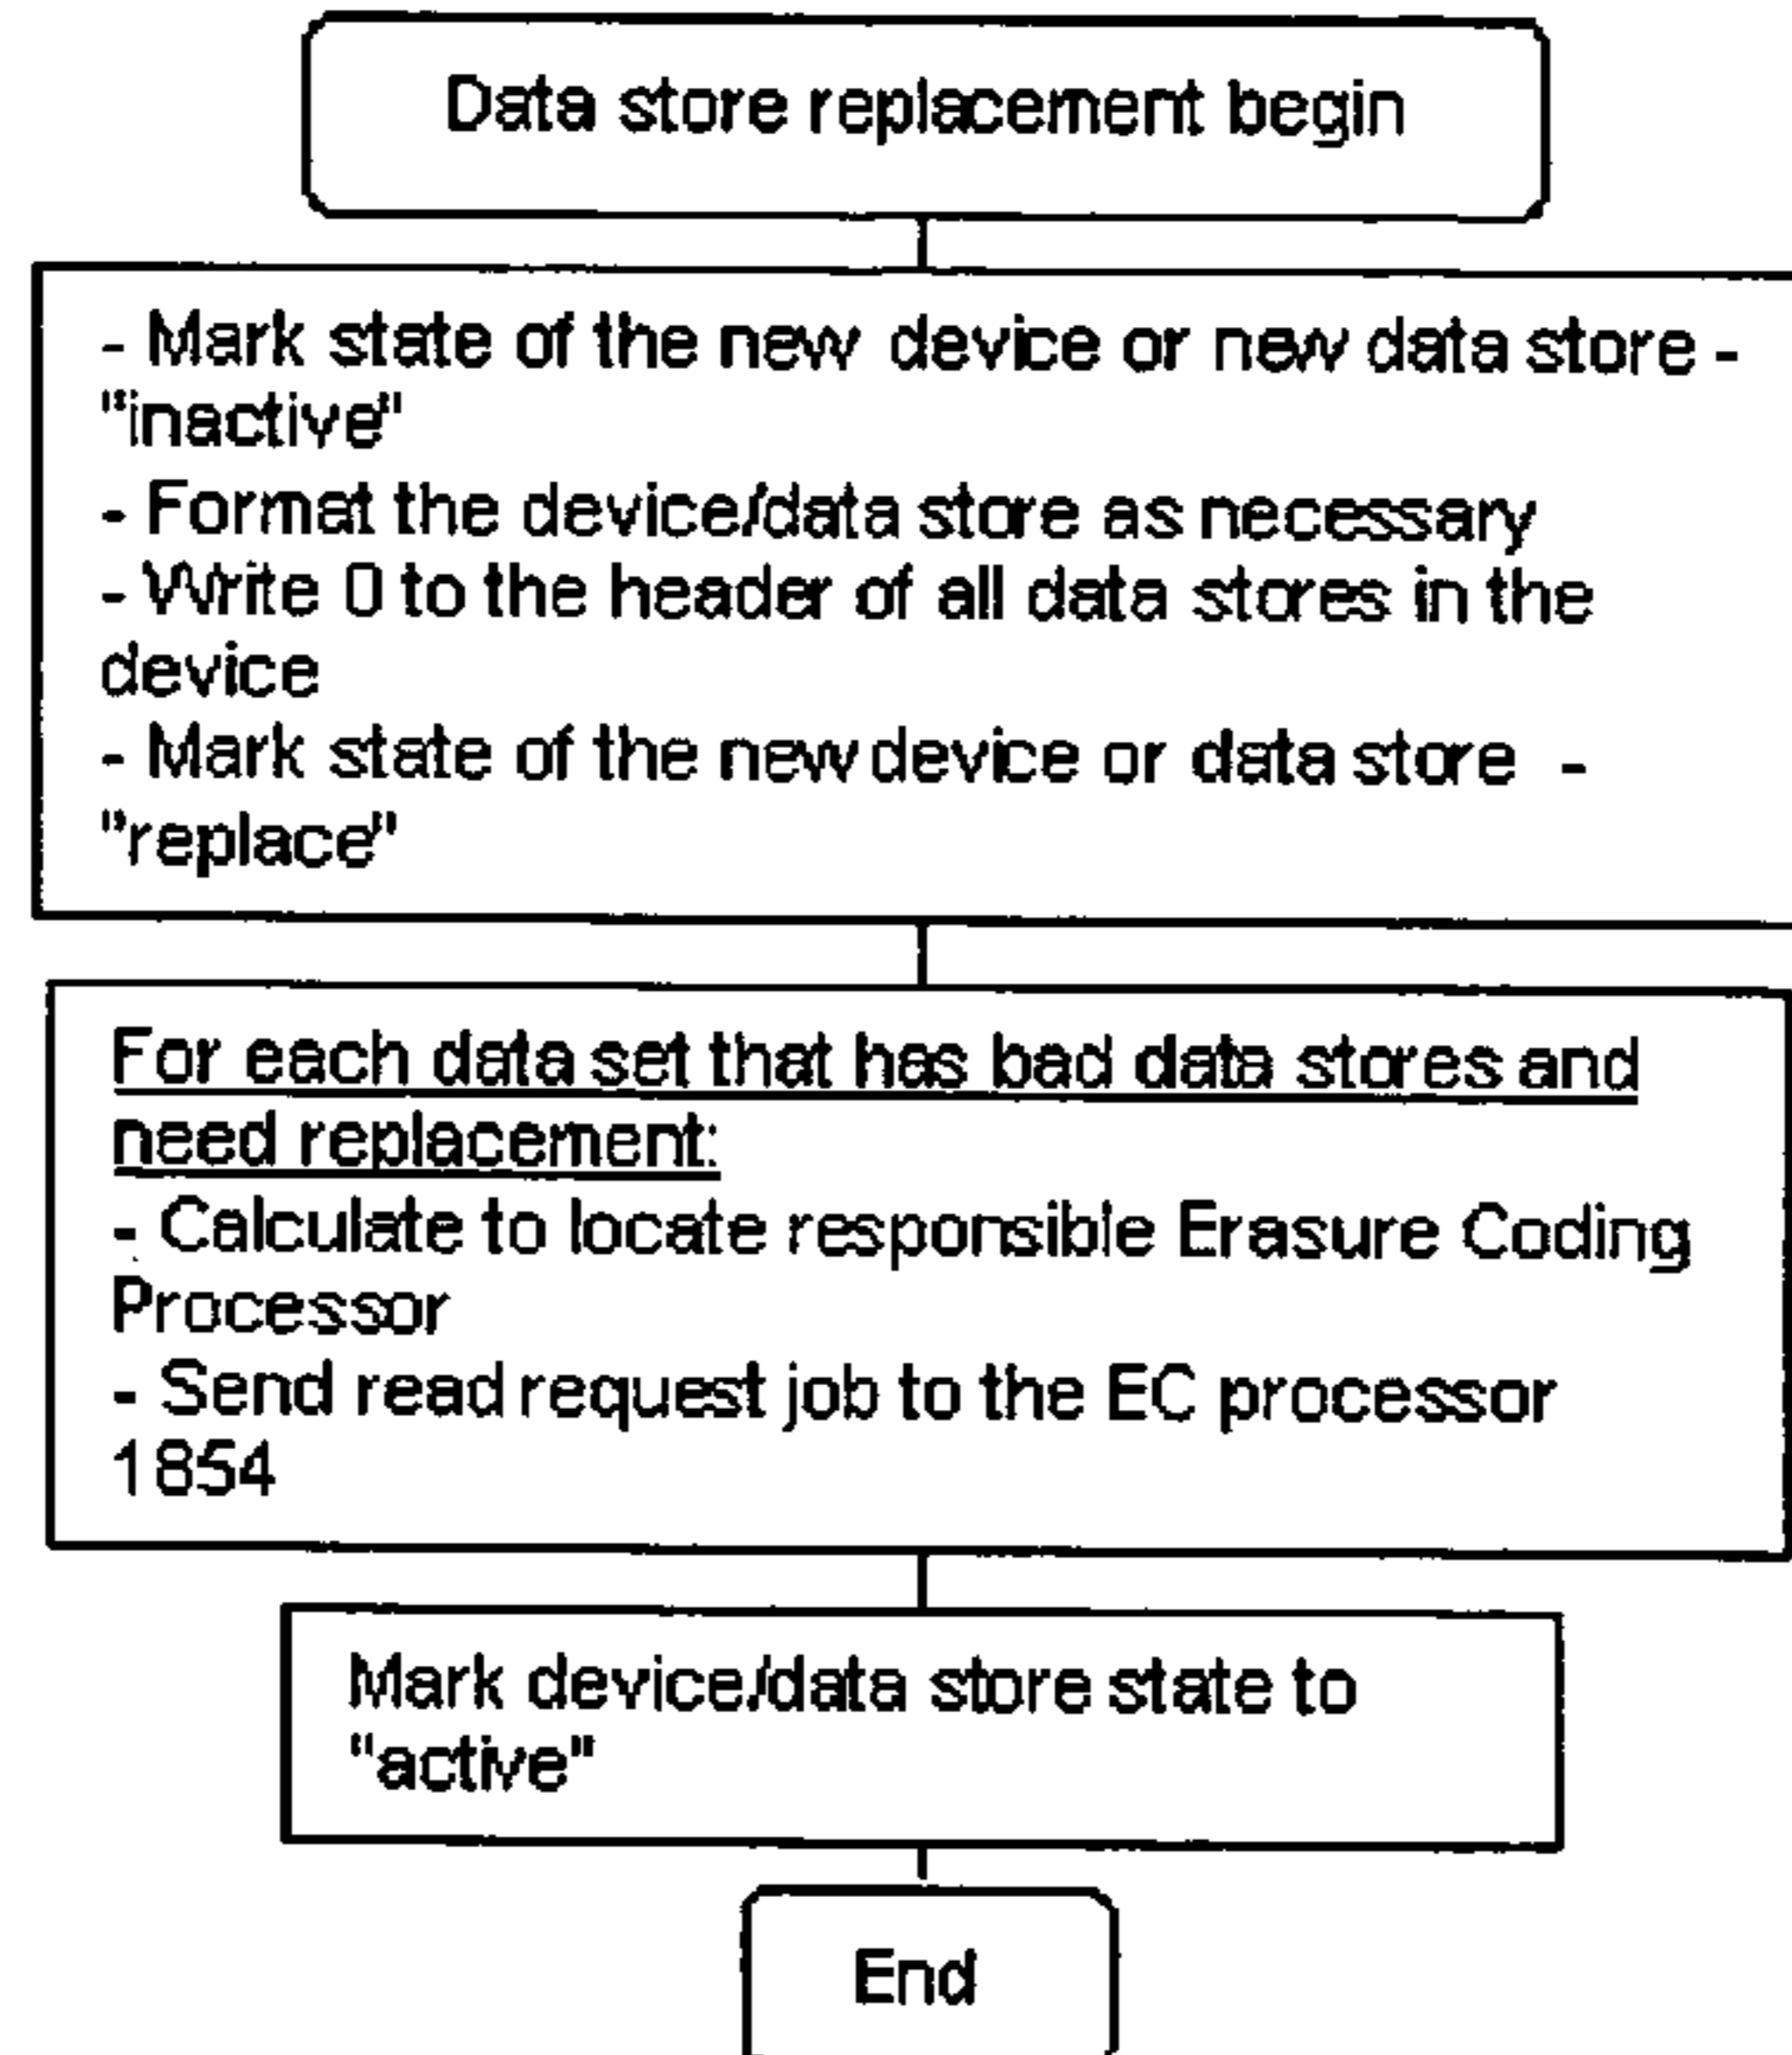 Data store replacement begin
- Mark state of the new device or new data store -
"inactive"
- Format the device/data store as necessary
- Write 0 to the header of all data stores in the
device
- Mark state of the new device or data store -
"replace"
For each data set that has bad data stores and
need replacement:
- Calculate to locate responsible Erasure Coding
Processor
- Send read request job to the EC processor
1854
Mark device/data store state to
"active"
End